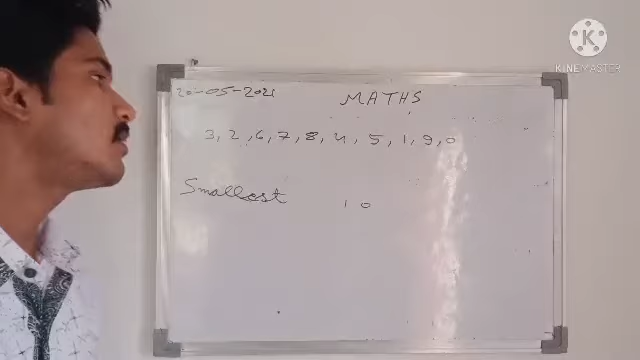 KINEMASTER
20-05-2021
MATHS
3, 2, 6, 7, 8, 4, 5, 1, 9, 0
Smallest 1 0